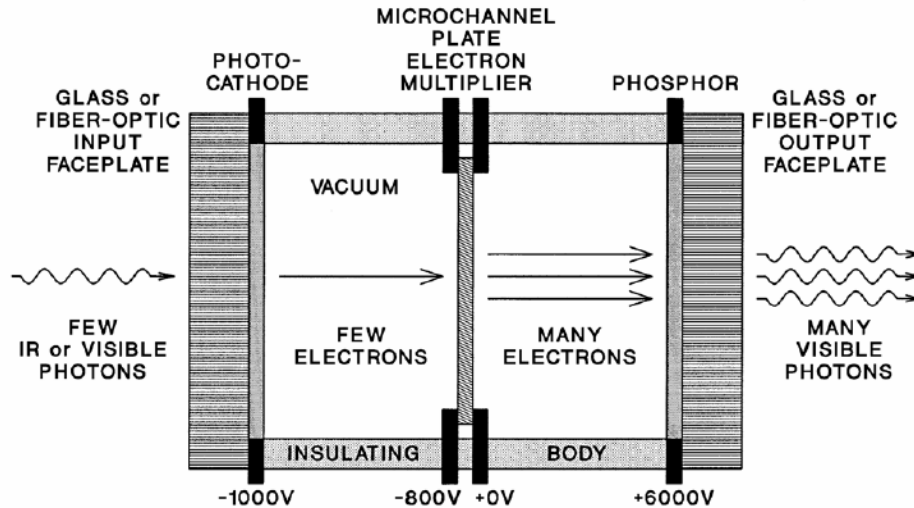 MICROCHANNEL
PLATE
ELECTRON
MULTIPLIER
PHOTO-
CATHODE
PHOSPHOR
GLASS or
FIBER-OPTIC
INPUT
FACEPLATE
GLASS or
FIBER-OPTIC
OUTPUT
FACEPLATE
VACUUM
FEW
IR or VISIBLE
PHOTONS
FEW
ELECTRONS
MANY
ELECTRONS
MANY
VISIBLE
PHOTONS
INSULATING
BODY
-1000V
-800V
+0V
+6000V